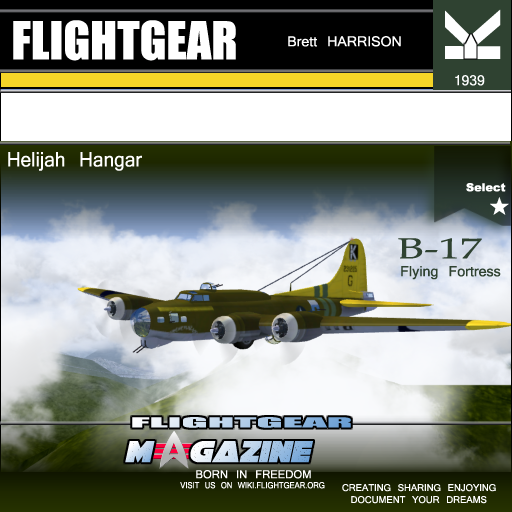 FLIGHTGEAR
Brett HARRISON
1939
Helijah Hangar
Select
B-17
Flying Fortress
K
G
FLIGHTGEAR
MAGAZINE
BORN IN FREEDOM
VISIT US ON WIKI.FLIGHTGEAR.ORG
CREATING SHARING ENJOYING
DOCUMENT YOUR DREAMS